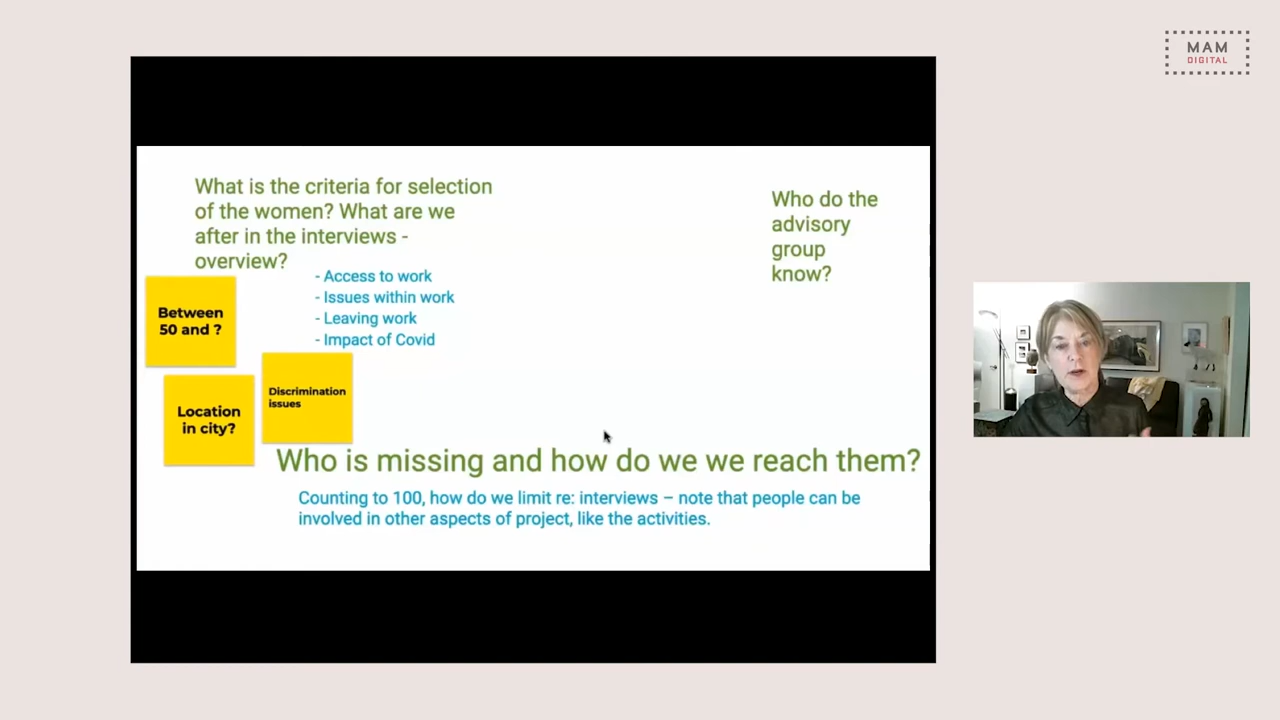 MAM
DIGITAL
What is the criteria for selection
of the women? What are we
after in the interviews -
overview?
- Access to work
- Issues within work
- Leaving work
- Impact of Covid
Who do the
advisory
group
know?
Between
50 and ?
Discrimination
issues
Location
in city?
Who is missing and how do we we reach them?
Counting to 100, how do we limit re: interviews – note that people can be
involved in other aspects of project, like the activities.